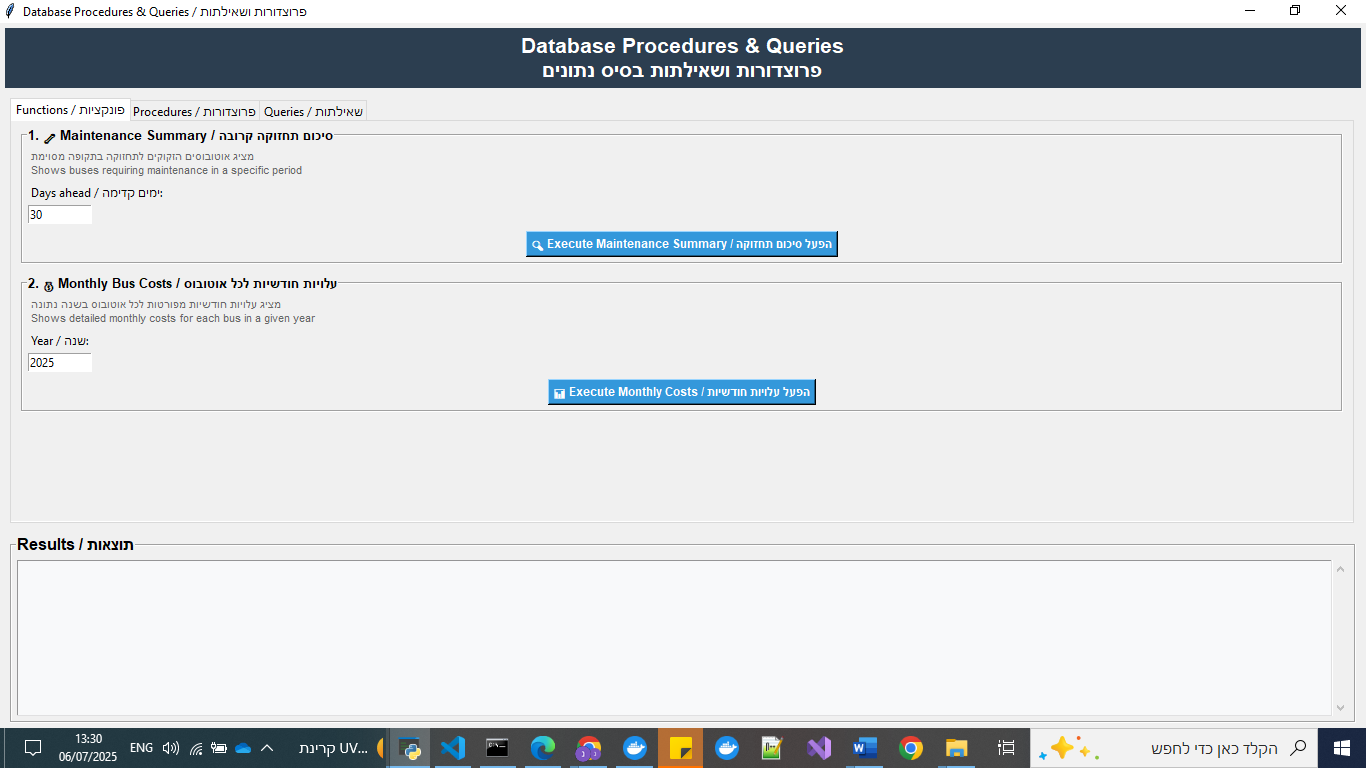 Database Procedures & Queries / פרוצדורות ושאילתות
Database Procedures & Queries
פרוצדורות ושאילתות בסיס נתונים
Functions / פונקציות
Procedures / פרוצדורות
Queries / שאילתות
1. Maintenance Summary / סיכום תחזוקה קרובה
מציג אוטובוסים הזקוקים לתחזוקה בתקופה מסוימת
Shows buses requiring maintenance in a specific period
Days ahead / ימים קדימה:
30
Execute Maintenance Summary / הפעל סיכום תחזוקה
2. Monthly Bus Costs / עלויות חודשיות לכל אוטובוס
מציג עלויות חודשיות מפורטות לכל אוטובוס בשנה נתונה
Shows detailed monthly costs for each bus in a given year
Year / שנה:
2025
Execute Monthly Costs / הפעל עלויות חודשיות
Results / תוצאות
13:30
06/07/2025
ENG
קרינת UV...
הקלד כאן כדי לחפש